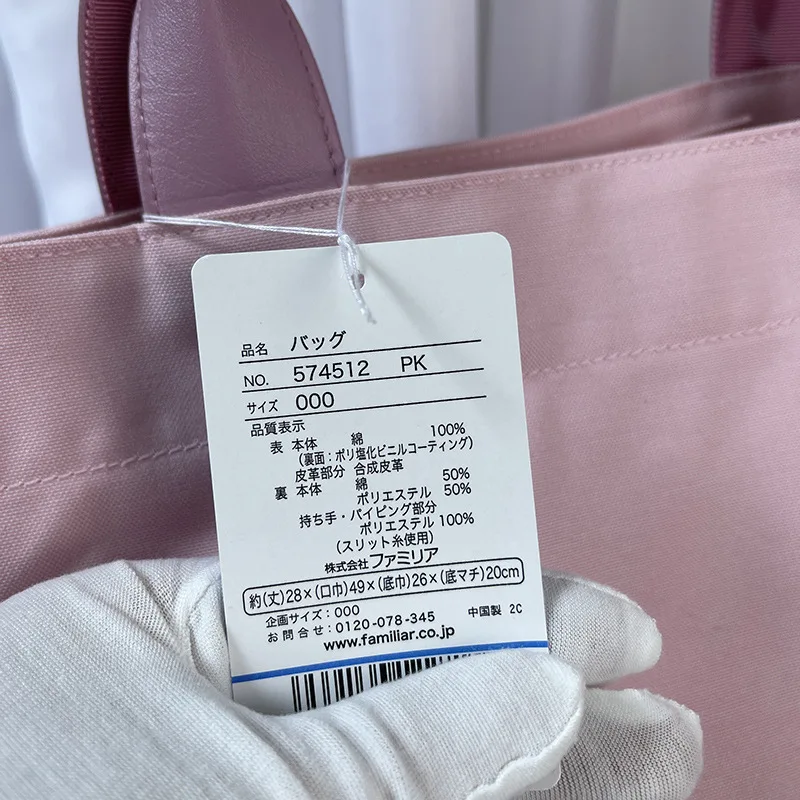 品名 バッグ
NO. 574512 PK
サイズ 000
品質表示
表 本体 綿 100%
(裏面:ポリ塩化ビニルコーティング)
皮革部分 合成皮革
裏 本体 綿 50%
ポリエステル 50%
持ち手・パイピング部分
ポリエステル 100%
(スリット糸使用)
株式会社ファミリア
約(丈)28×(口巾)49×(底巾)26×(底マチ)20cm
企画サイズ:000
お問合せ:0120-078-345 中国製 2C
www.familiar.co.jp